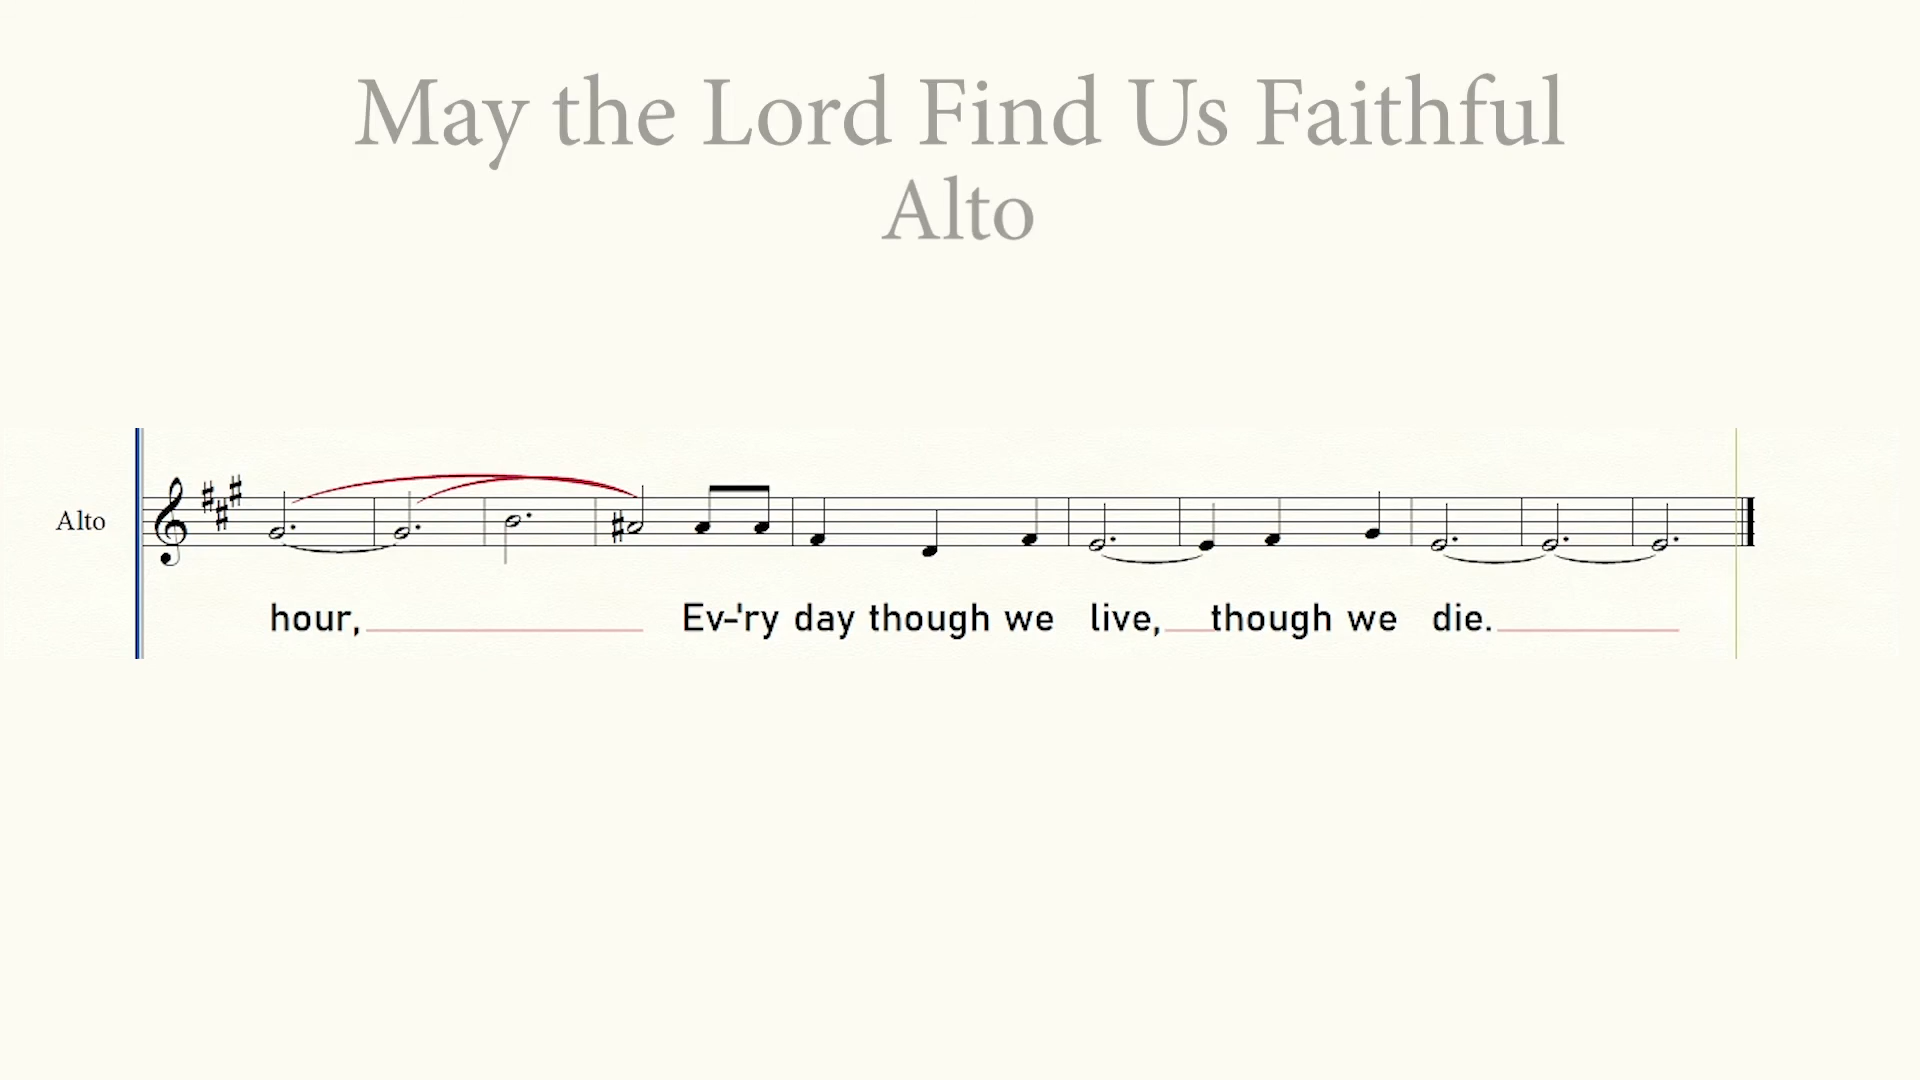 May the Lord Find Us Faithful
Alto
Alto
hour, Ev-'ry day though we live, though we die.